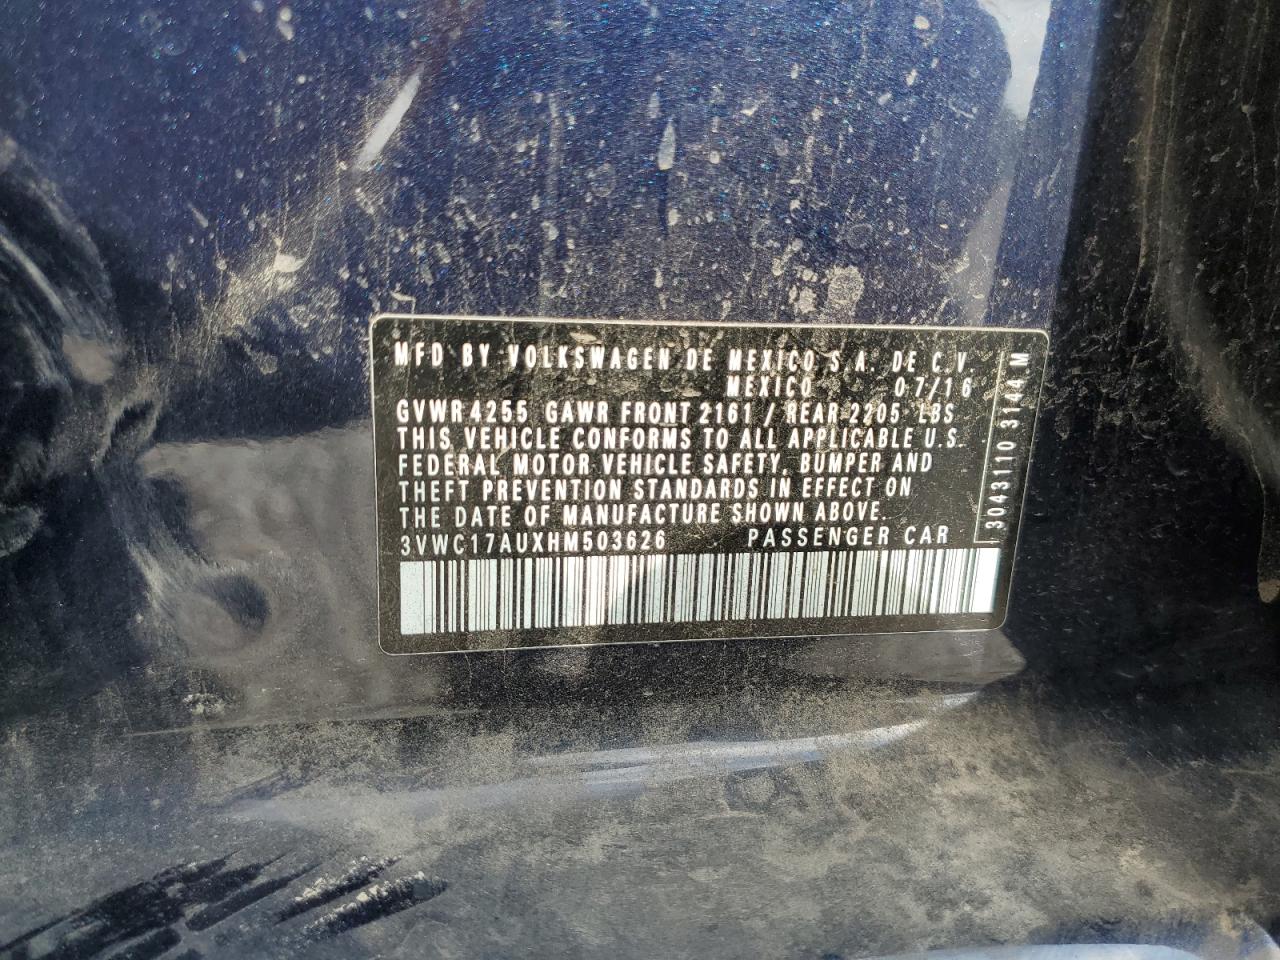 MFD BY VOLKSWAGEN DE MEXICO S.A. DE C.V.
MEXICO 07/16
GVWR 4255 GAWR FRONT 2161 / REAR 2205 LBS
THIS VEHICLE CONFORMS TO ALL APPLICABLE U.S.
FEDERAL MOTOR VEHICLE SAFETY, BUMPER AND
THEFT PREVENTION STANDARDS IN EFFECT ON
THE DATE OF MANUFACTURE SHOWN ABOVE.
3VWC17AUXHM503626 PASSENGER CAR
3043110 3144 M